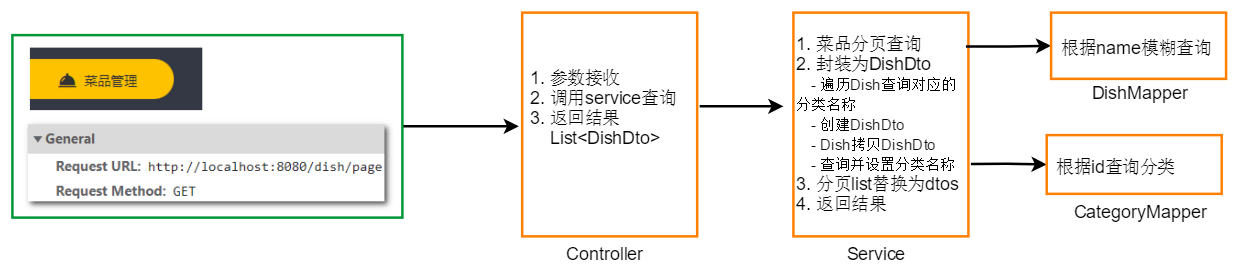 菜品管理
General
Request URL: http://localhost:8080/dish/page
Request Method: GET
1. 参数接收
2. 调用service查询
3. 返回结果
List<DishDto>
Controller
1. 菜品分页查询
2. 封装为DishDto
- 遍历Dish查询对应的
分类名称
- 创建DishDto
- Dish拷贝DishDto
- 查询并设置分类名称
3. 分页list替换为dtos
4. 返回结果
Service
根据name模糊查询
DishMapper
根据id查询分类
CategoryMapper